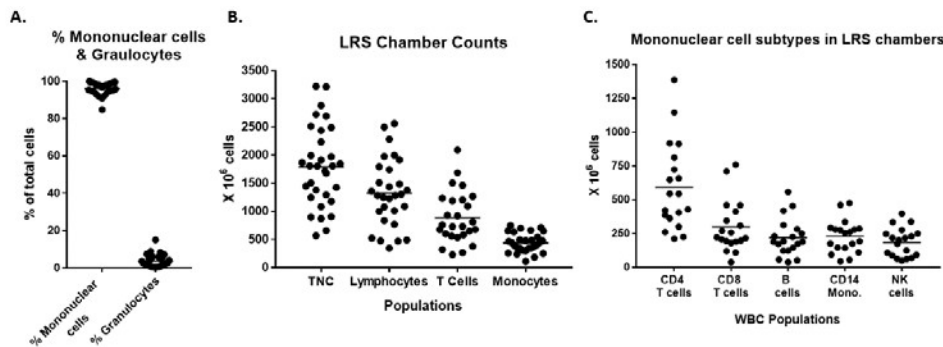 A.
% Mononuclear cells
& Graulocytes
% of total cells
100
80
60
40
20
0
% Mononuclear
cells
% Granulocytes
B.
LRS Chamber Counts
X 10⁶ cells
3500
3000
2500
2000
1500
1000
500
0
TNC Lymphocytes T Cells Monocytes
Populations
C.
Mononuclear cell subtypes in LRS chambers
X 10⁶ cells
1500
1250
1000
750
500
250
0
CD4 CD8 B CD14 NK
T cells T cells cells Mono. cells
WBC Populations